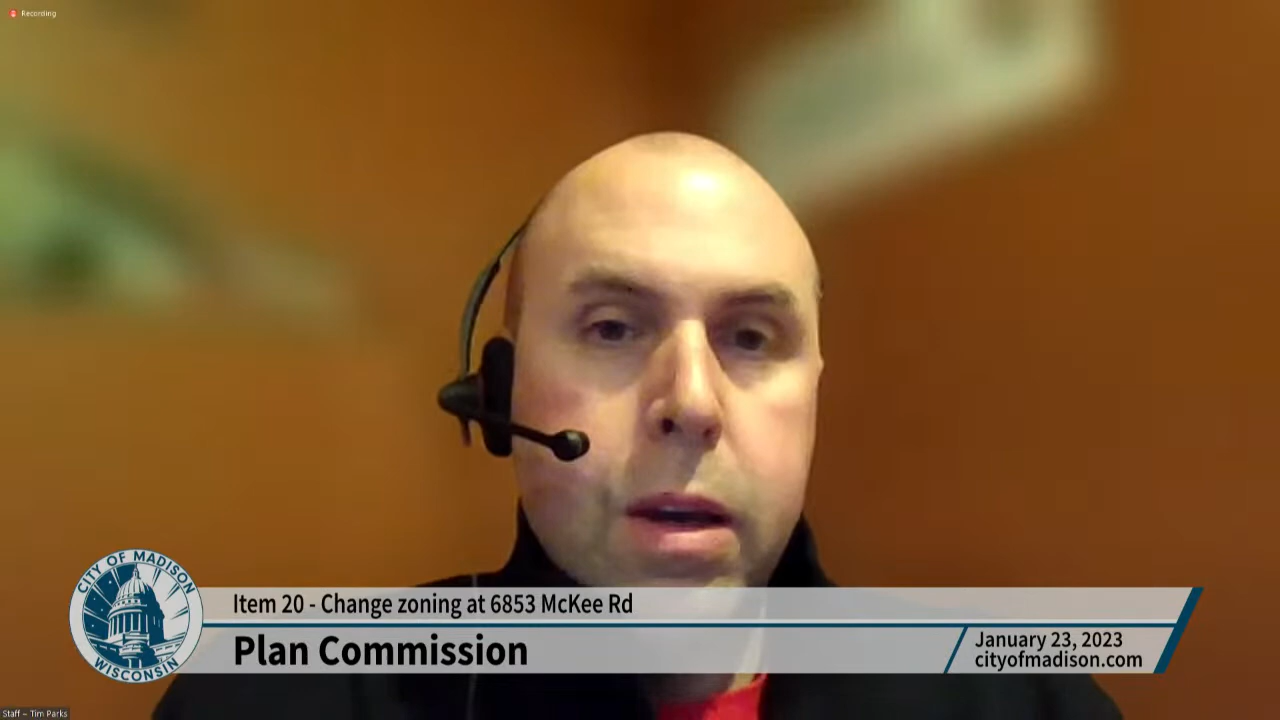 Recording
CITY OF MADISON
WISCONSIN
Item 20 - Change zoning at 6853 McKee Rd
Plan Commission
January 23, 2023
cityofmadison.com
Staff – Tim Parks